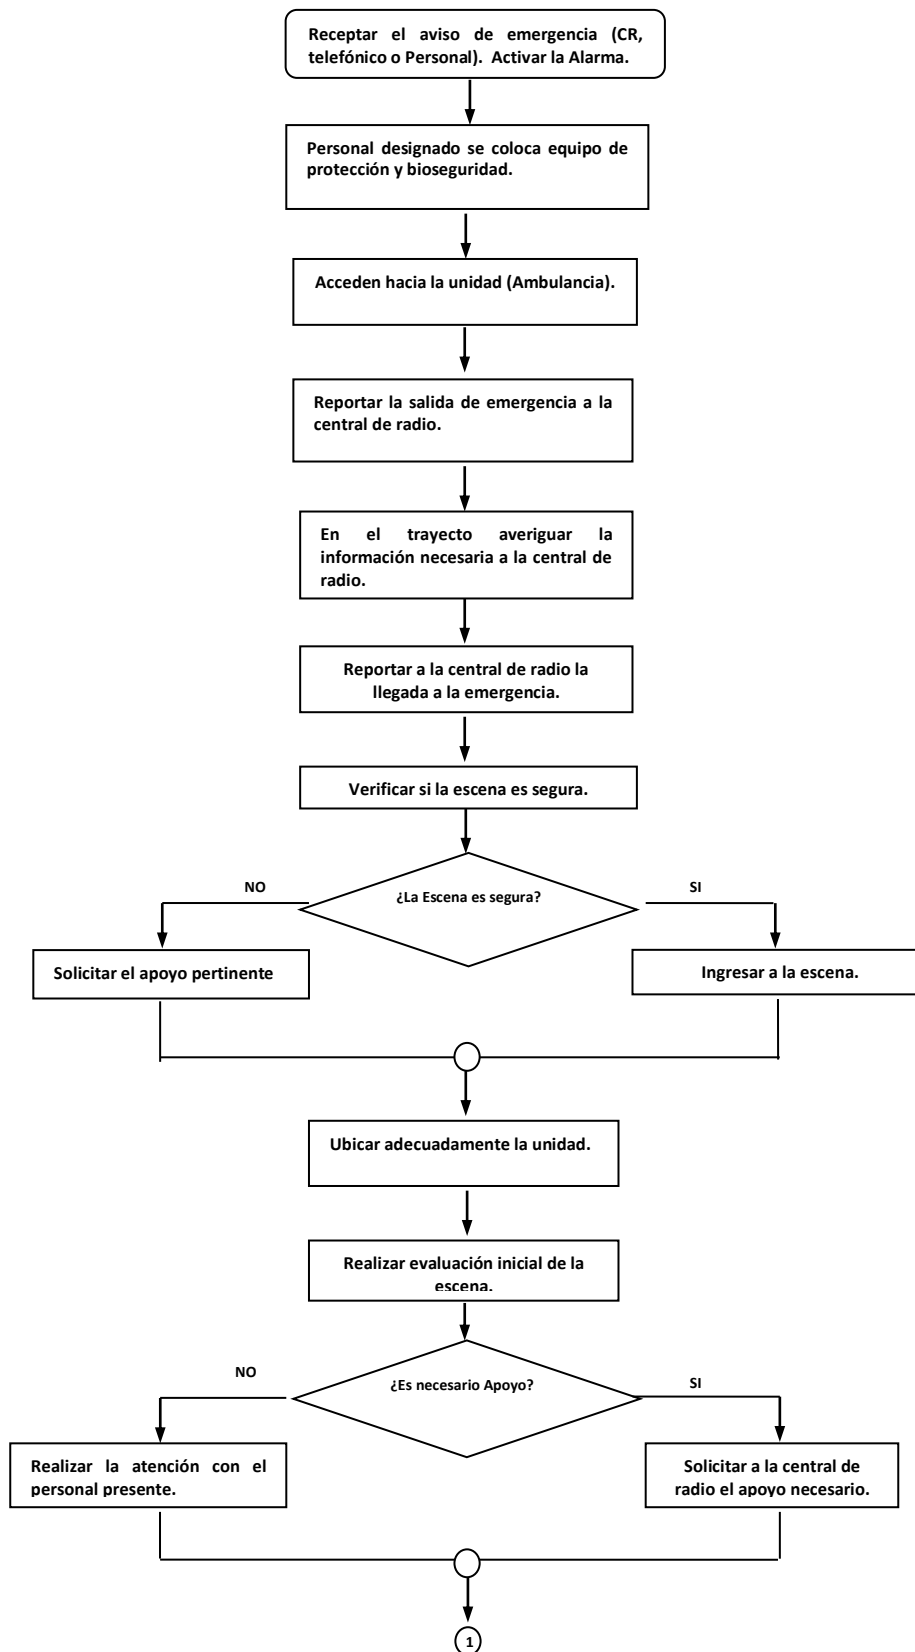 Receptar el aviso de emergencia (CR,
telefónico o Personal). Activar la Alarma.
Personal designado se coloca equipo de
protección y bioseguridad.
Acceden hacia la unidad (Ambulancia).
Reportar la salida de emergencia a la
central de radio.
En el trayecto averiguar la
información necesaria a la central de
radio.
Reportar a la central de radio la
llegada a la emergencia.
Verificar si la escena es segura.
¿La Escena es segura?
NO
SI
Solicitar el apoyo pertinente
Ingresar a la escena.
Ubicar adecuadamente la unidad.
Realizar evaluación inicial de la
escena.
¿Es necesario Apoyo?
NO
SI
Realizar la atención con el
personal presente.
Solicitar a la central de
radio el apoyo necesario.
1